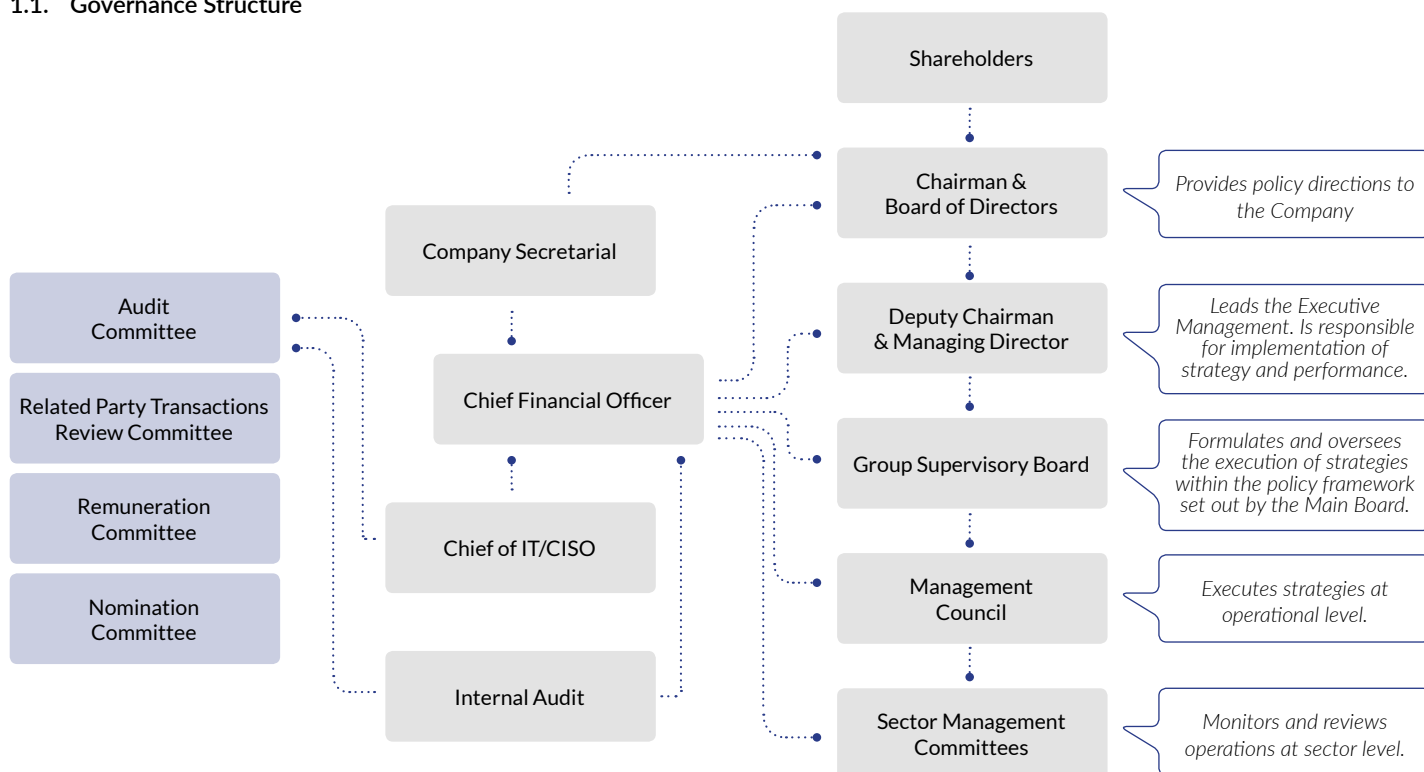 1.1. Governance Structure
Shareholders
Chairman &
Board of Directors
Provides policy directions to
the Company
Company Secretarial
Audit
Committee
Deputy Chairman
& Managing Director
Leads the Executive
Management. Is responsible
for implementation of
strategy and performance.
Chief Financial Officer
Related Party Transactions
Review Committee
Group Supervisory Board
Formulates and oversees
the execution of strategies
within the policy framework
set out by the Main Board.
Remuneration
Committee
Chief of IT/CISO
Management
Council
Executes strategies at
operational level.
Nomination
Committee
Internal Audit
Sector Management
Committees
Monitors and reviews
operations at sector level.